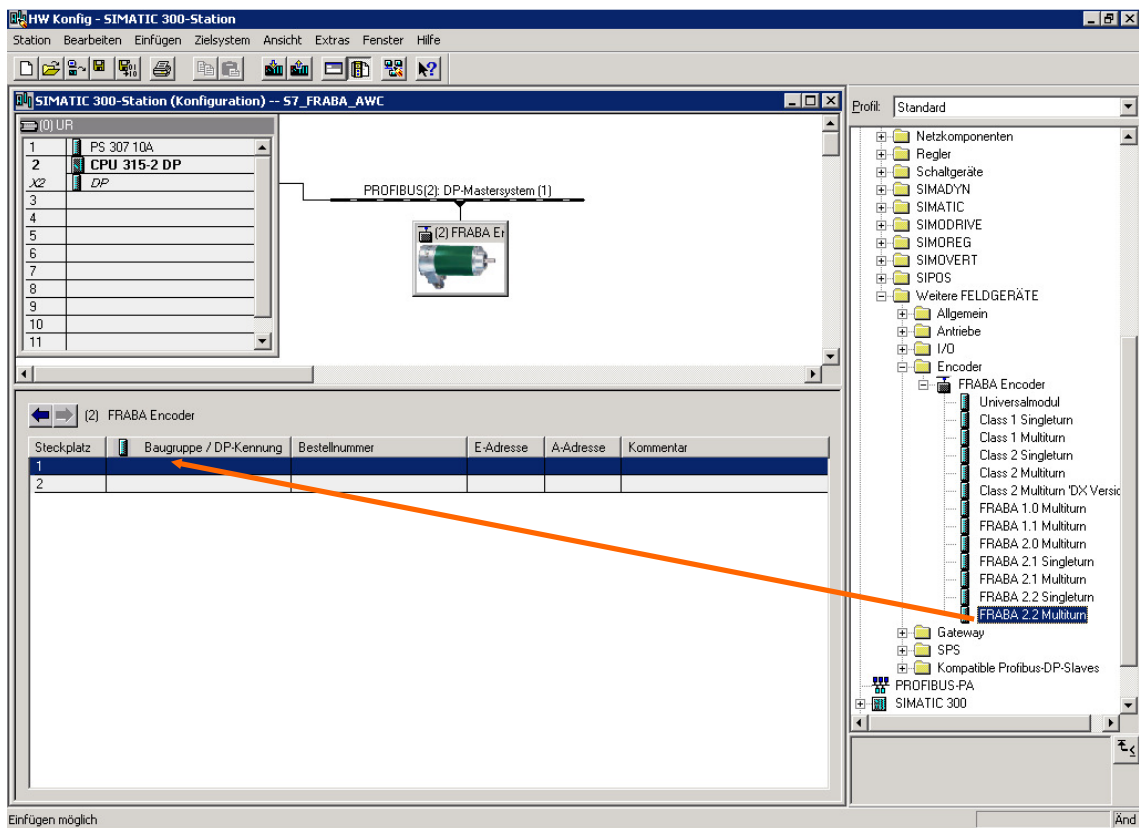 HW Konfig - SIMATIC 300-Station
Station Bearbeiten Einfügen Zielsystem Ansicht Extras Fenster Hilfe
SIMATIC 300-Station (Konfiguration) -- S7_FRABA_AWC
(0) UR
1 PS 307 10A
2 CPU 315-2 DP
X2 DP
3
4
5
6
7
8
9
10
11
PROFIBUS(2): DP-Mastersystem (1)
(2) FRABA Er
(2) FRABA Encoder
Steckplatz Baugruppe / DP-Kennung Bestellnummer E-Adresse A-Adresse Kommentar
1
2
Profil: Standard
Netzkomponenten
Regler
Schaltgeräte
SIMADYN
SIMATIC
SIMODRIVE
SIMOREG
SIMOVERT
SIPOS
Weitere FELDGERÄTE
Allgemein
Antriebe
I/O
Encoder
FRABA Encoder
Universalmodul
Class 1 Singleturn
Class 1 Multiturn
Class 2 Singleturn
Class 2 Multiturn
Class 2 Multiturn 'DX Versic
FRABA 1.0 Multiturn
FRABA 1.1 Multiturn
FRABA 2.0 Multiturn
FRABA 2.1 Singleturn
FRABA 2.1 Multiturn
FRABA 2.2 Singleturn
FRABA 2.2 Multiturn
Gateway
SPS
Kompatible Profibus-DP-Slaves
PROFIBUS-PA
SIMATIC 300
Einfügen möglich
Änd